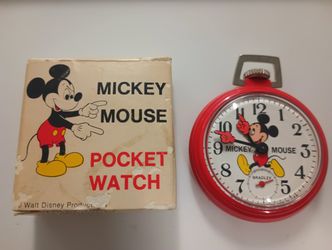 MICKEY
MOUSE
POCKET
WATCH
Walt Disney Produc
12
11 1
10 2
MICKEY MOUSE
9 3
BRADLEY
8 4
7 5